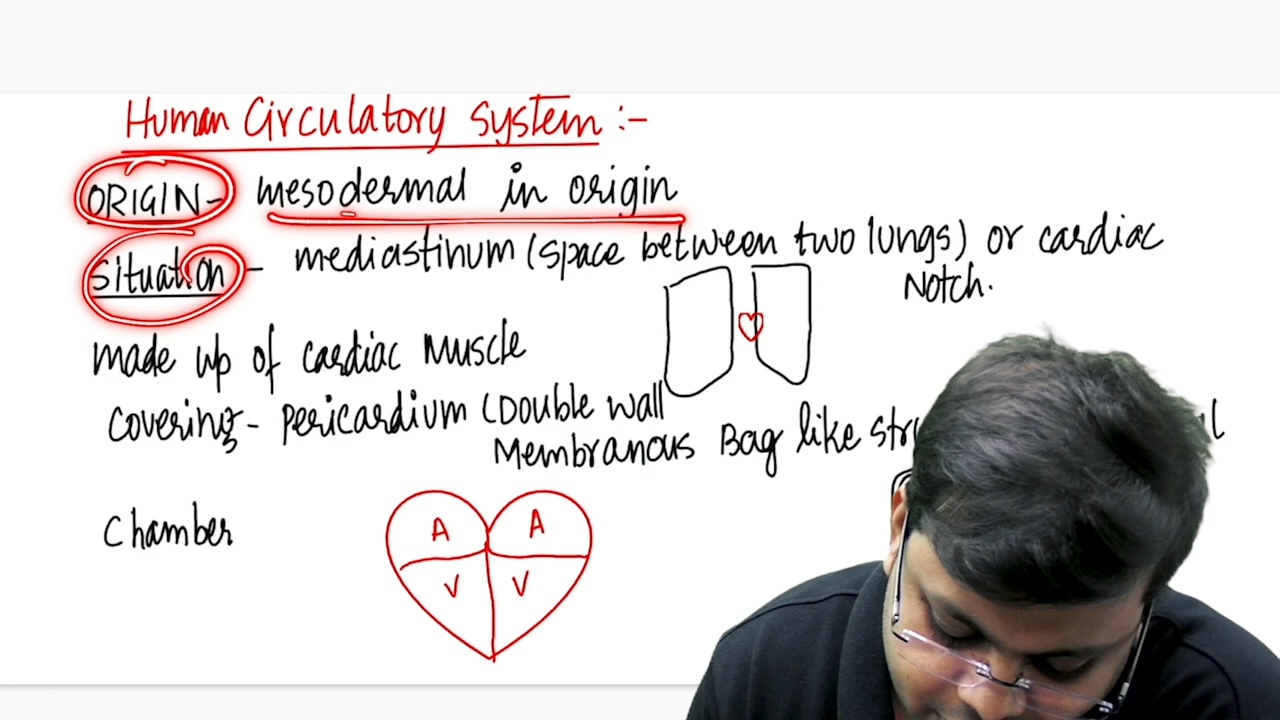 Human Circulatory system :-
ORIGIN - mesodermal in origin
Situation - mediastinum (space between two lungs) or cardiac
Notch.
made up of cardiac Muscle
Covering - Pericardium (Double wall
Membranous Bag like
Chamber
A A
V V